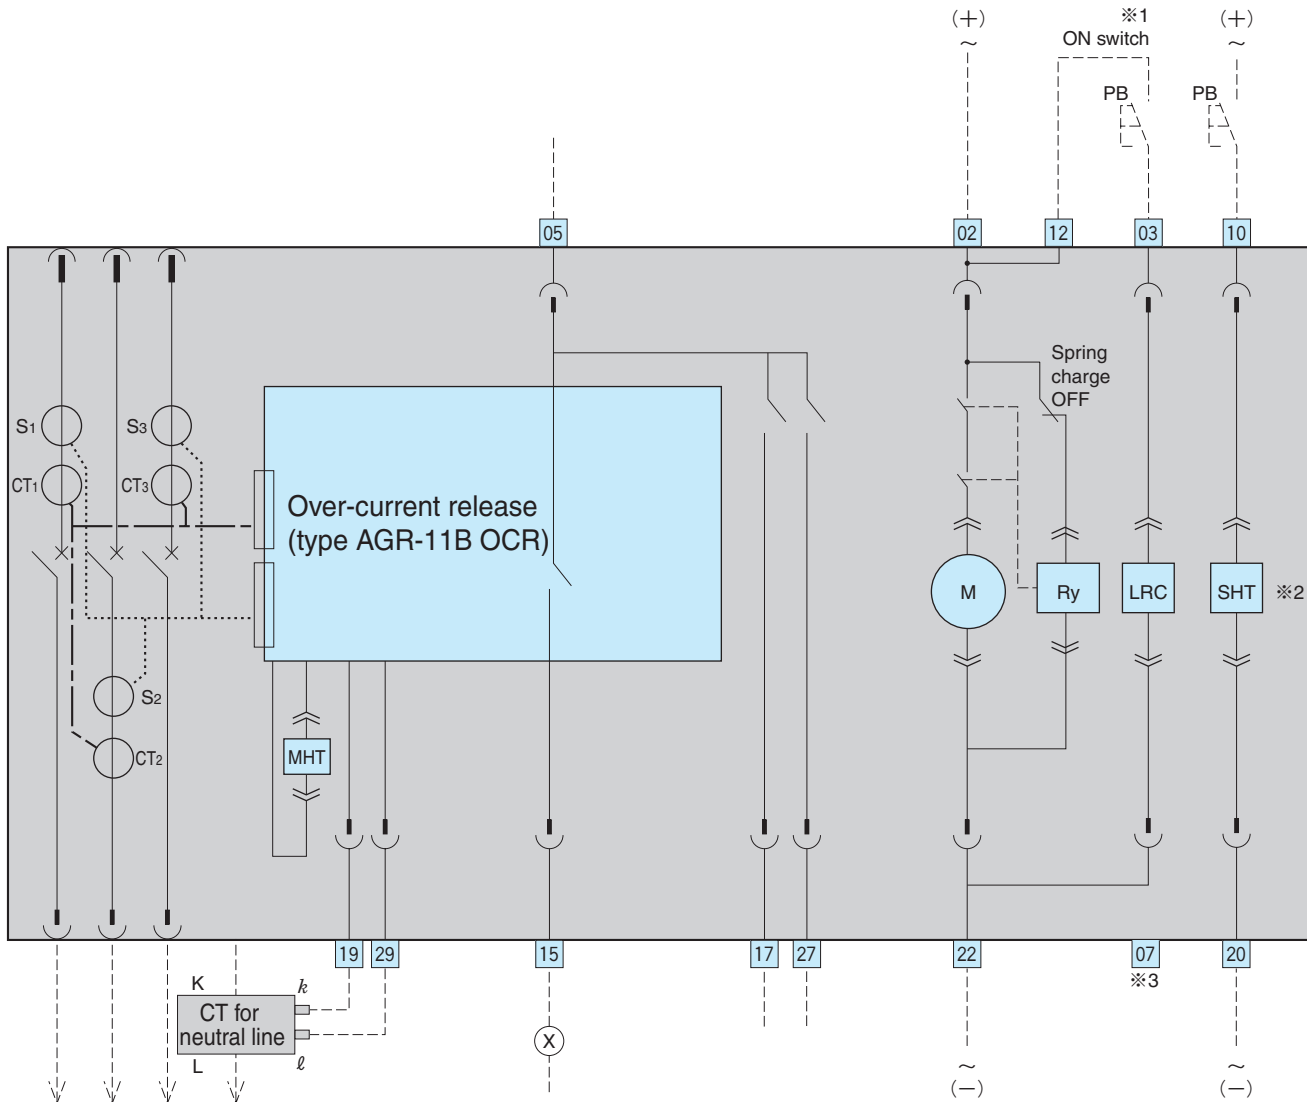 (+)
※1
(+)
~
ON switch
~
PB
PB
05
02
12
03
10
Spring
charge
OFF
S1
S3
CT1
CT3
Over-current release
(type AGR-11B OCR)
M
Ry
LRC
SHT
※2
S2
CT2
MHT
19
29
15
17
27
22
07
20
※3
K
k
CT for
neutral line
L
ℓ
X
~
~
(−)
(−)